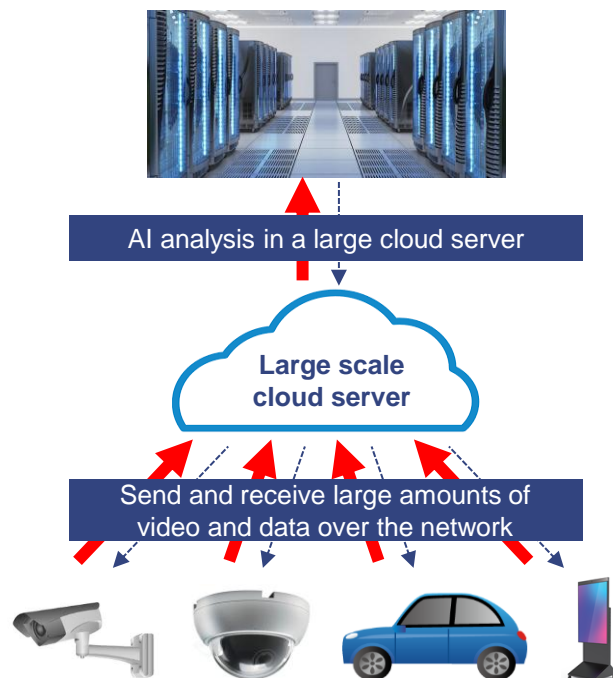 AI analysis in a large cloud server
Large scale
cloud server
Send and receive large amounts of
video and data over the network